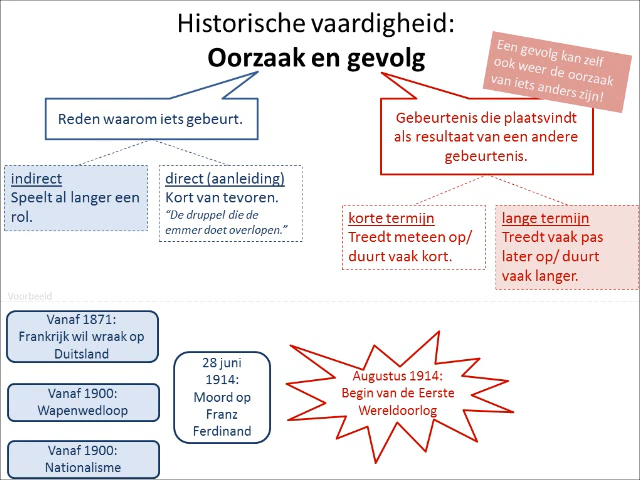 Historische vaardigheid:
Oorzaak en gevolg
Een gevolg kan zelf
ook weer de oorzaak
van iets anders zijn!
Reden waarom iets gebeurt.
Gebeurtenis die plaatsvindt
als resultaat van een andere
gebeurtenis.
indirect
Speelt al langer een
rol.
direct (aanleiding)
Kort van tevoren.
“De druppel die de
emmer doet overlopen.”
korte termijn
Treedt meteen op/
duurt vaak kort.
lange termijn
Treedt vaak pas
later op/ duurt
vaak langer.
Voorbeeld
Vanaf 1871:
Frankrijk wil wraak op
Duitsland
Vanaf 1900:
Wapenwedloop
Vanaf 1900:
Nationalisme
28 juni
1914:
Moord op
Franz
Ferdinand
Augustus 1914:
Begin van de Eerste
Wereldoorlog